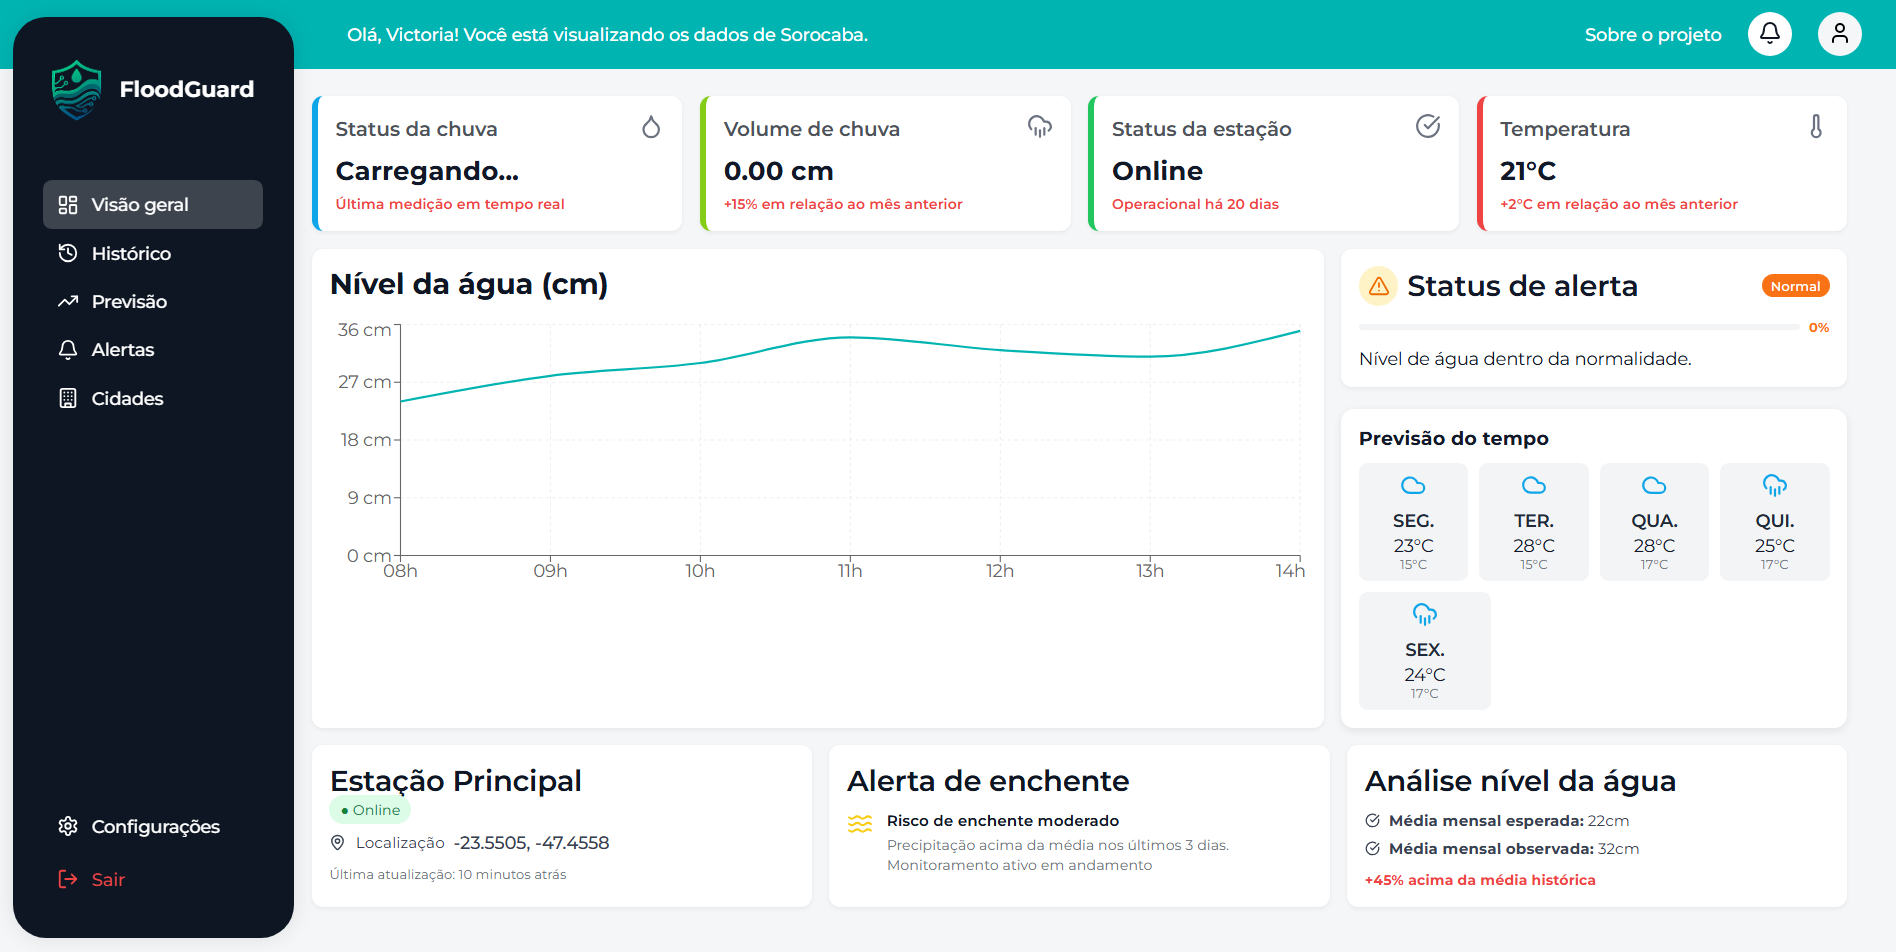 Olá, Victoria! Você está visualizando os dados de Sorocaba.
Sobre o projeto
FloodGuard
Visão geral
Histórico
Previsão
Alertas
Cidades
Configurações
Sair
Status da chuva
Carregando...
Última medição em tempo real
Volume de chuva
0.00 cm
+15% em relação ao mês anterior
Status da estação
Online
Operacional há 20 dias
Temperatura
21°C
+2°C em relação ao mês anterior
Nível da água (cm)
36 cm
27 cm
18 cm
9 cm
0 cm
08h 09h 10h 11h 12h 13h 14h
Status de alerta
Normal
0%
Nível de água dentro da normalidade.
Previsão do tempo
SEG.
23°C
15°C
TER.
28°C
15°C
QUA.
28°C
17°C
QUI.
25°C
17°C
SEX.
24°C
17°C
Estação Principal
• Online
Localização -23.5505, -47.4558
Última atualização: 10 minutos atrás
Alerta de enchente
Risco de enchente moderado
Precipitação acima da média nos últimos 3 dias.
Monitoramento ativo em andamento
Análise nível da água
Média mensal esperada: 22cm
Média mensal observada: 32cm
+45% acima da média histórica